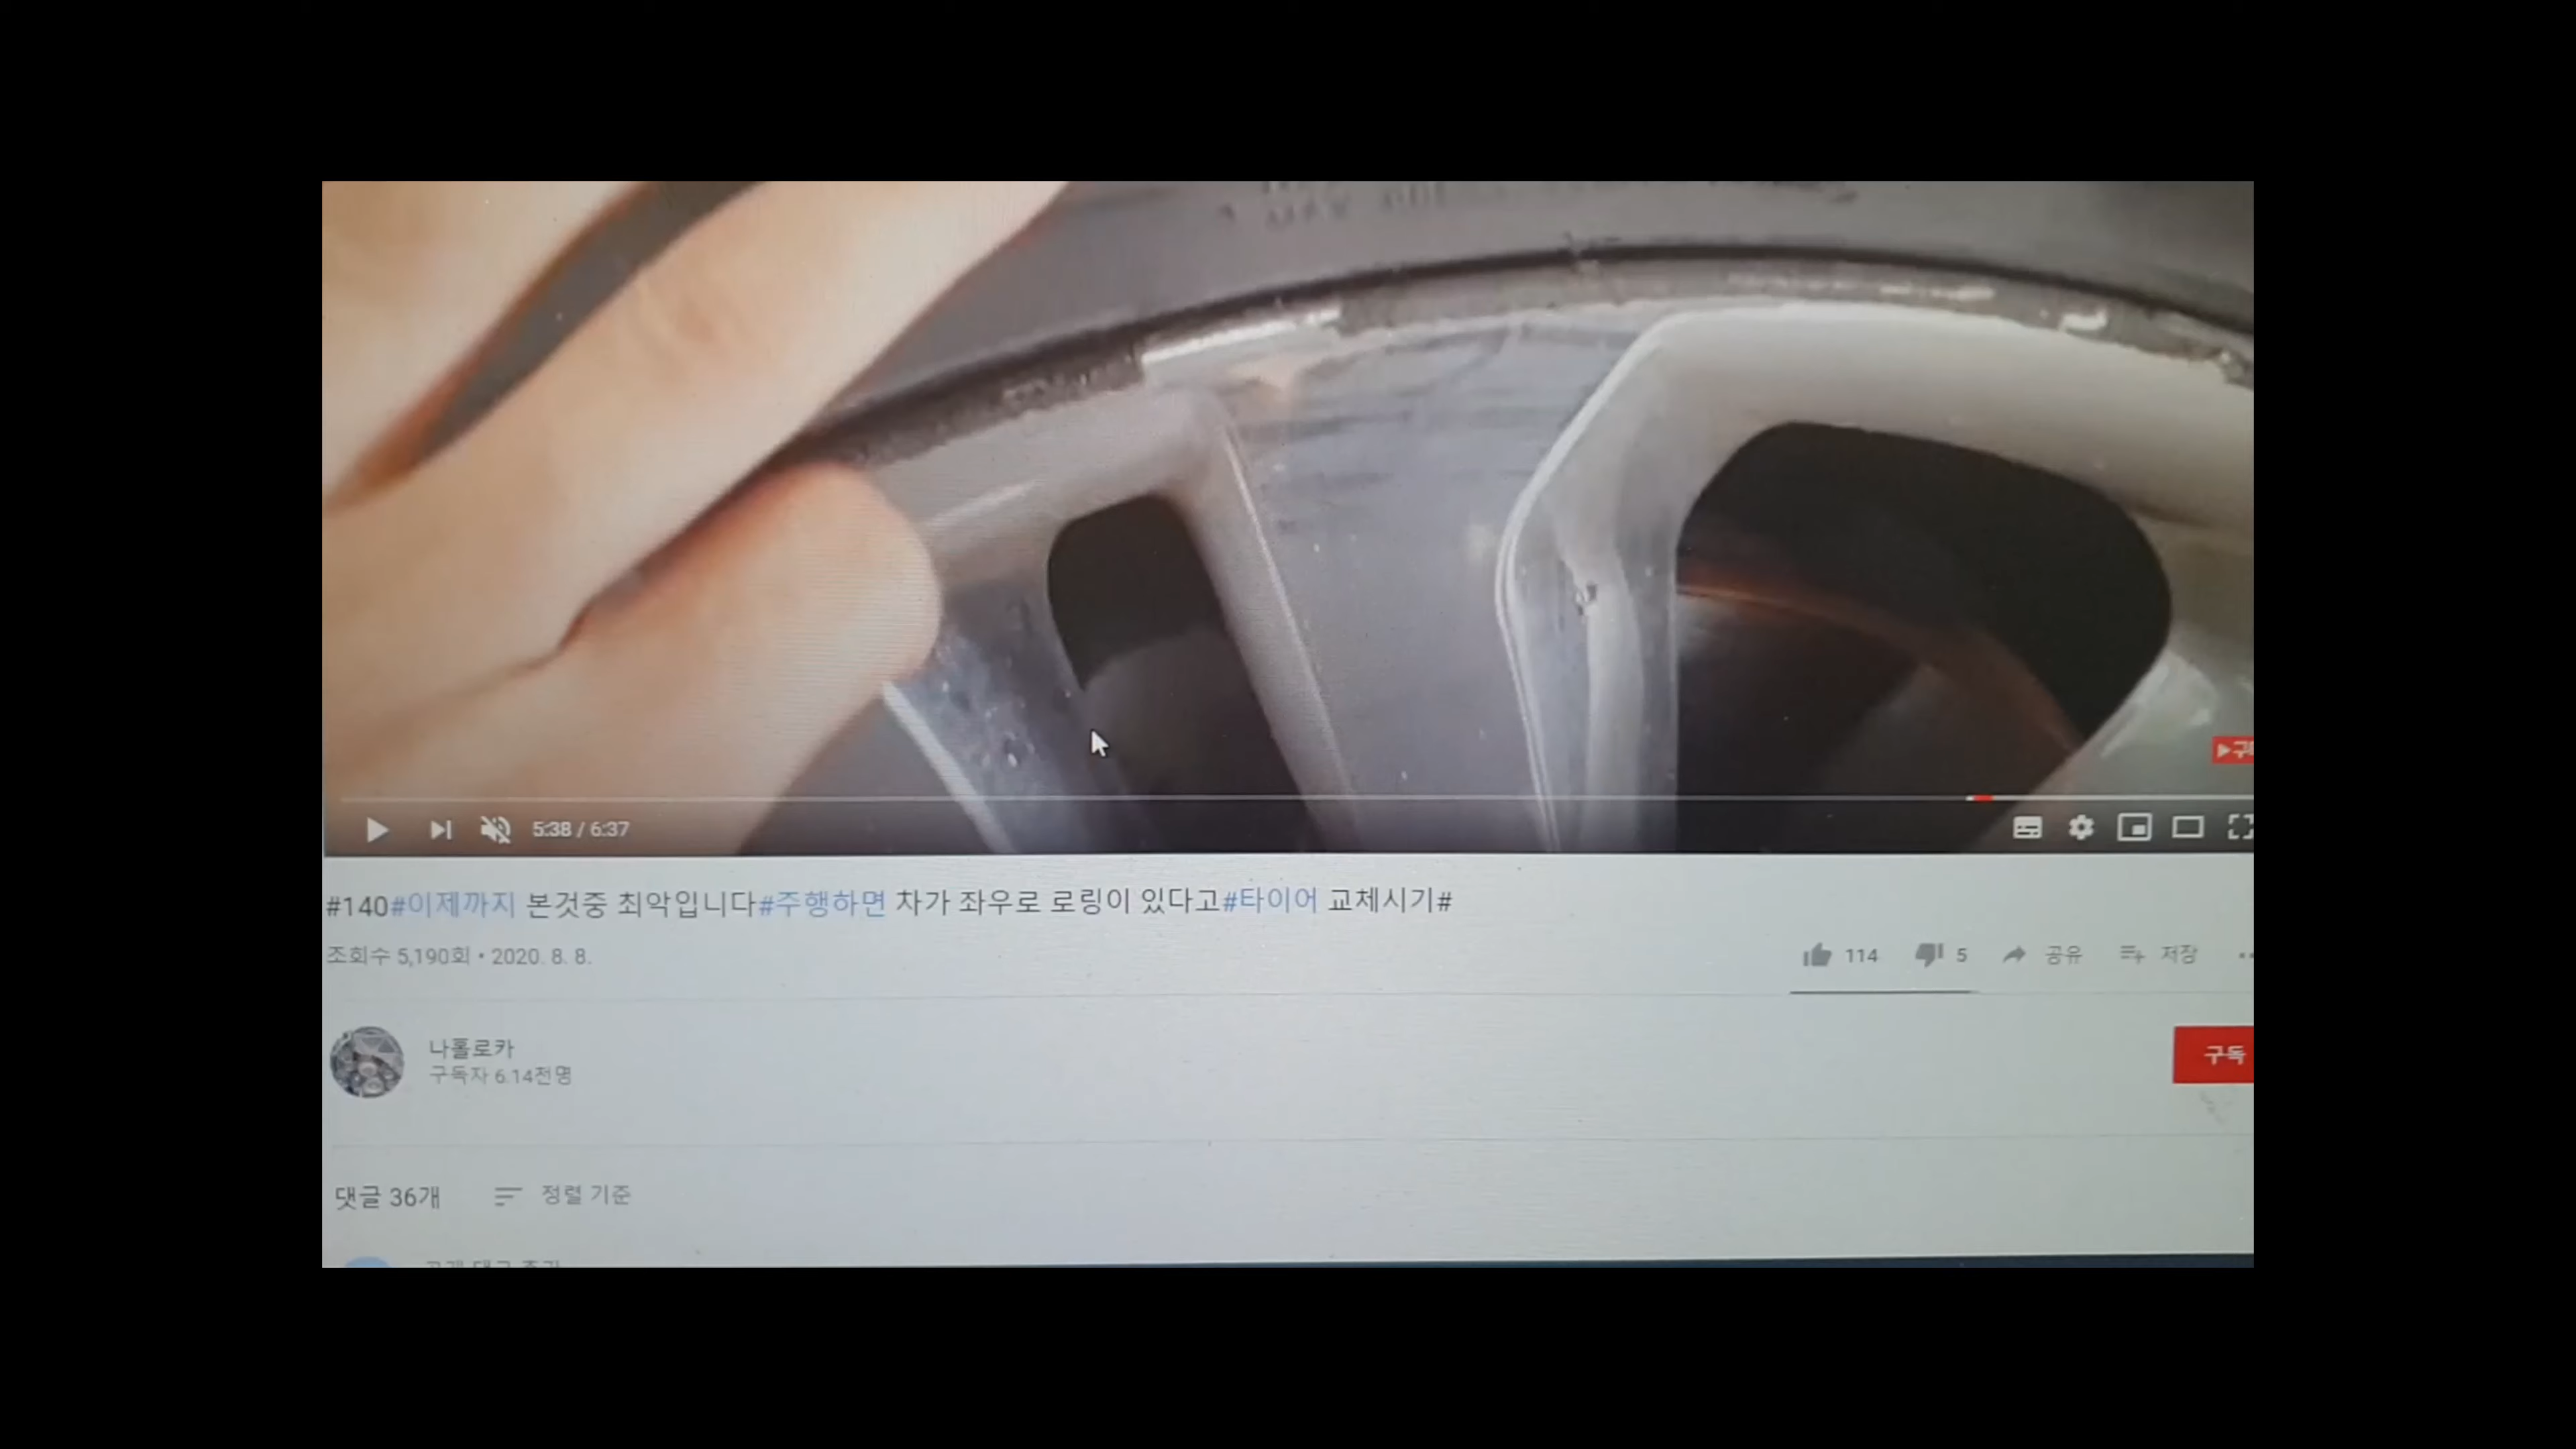 MAX
5:38 / 6:37
#140#이제까지 본것중 최악입니다#주행하면 차가 좌우로 로링이 있다고#타이어 교체시기#
조회수 5,190회 • 2020. 8. 8.
114
5
공유
저장
나홀로카
구독자 6.14천명
구독
댓글 36개
정렬 기준